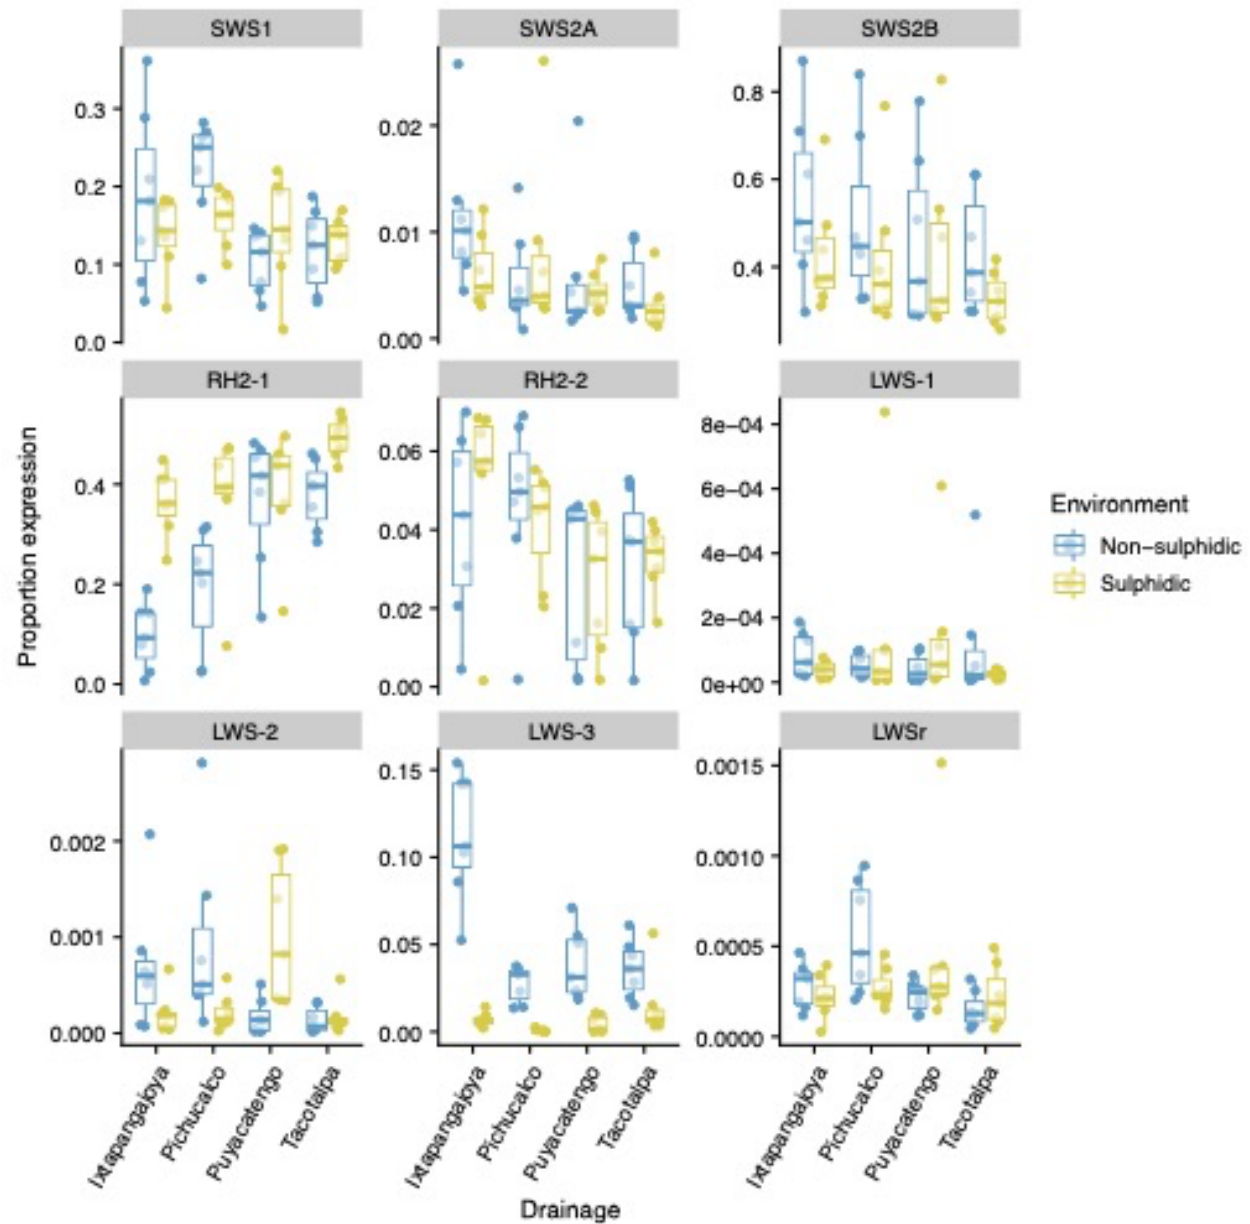 SWS1 SWS2A SWS2B
0.3
0.2
0.1
0.0
0.02
0.01
0.00
0.8
0.6
0.4
RH2-1 RH2-2 LWS-1
0.4
0.2
0.0
0.06
0.04
0.02
0.00
8e−04
6e−04
4e−04
2e−04
0e+00
LWS-2 LWS-3 LWSr
0.002
0.001
0.000
0.15
0.10
0.05
0.00
0.0015
0.0010
0.0005
0.0000
Ixtapangajoya
Pichucalco
Puyacatengo
Tacotalpa
Ixtapangajoya
Pichucalco
Puyacatengo
Tacotalpa
Ixtapangajoya
Pichucalco
Puyacatengo
Tacotalpa
Drainage
Proportion expression
Environment
Non−sulphidic
Sulphidic